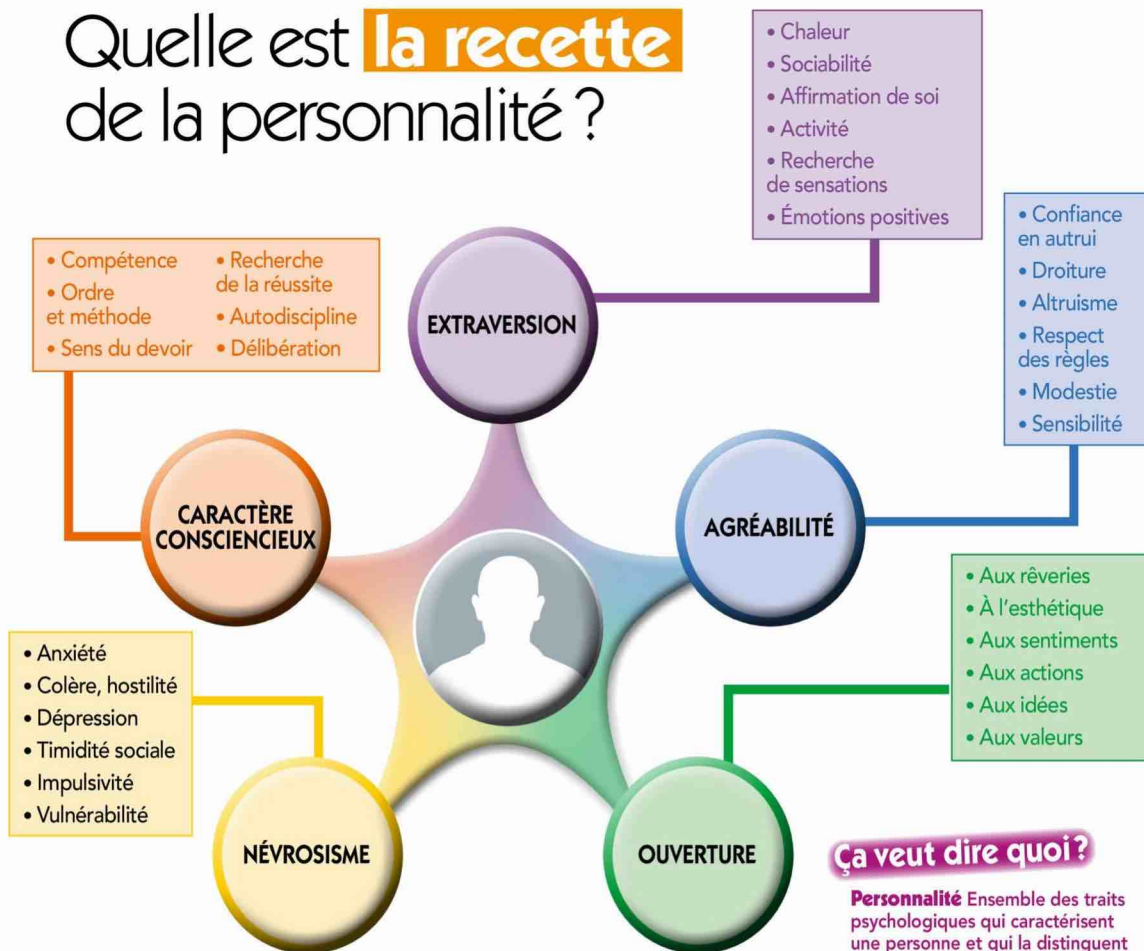 Quelle est la recette
de la personnalité ?
• Chaleur
• Sociabilité
• Affirmation de soi
• Activité
• Recherche
de sensations
• Émotions positives
• Confiance
en autrui
• Droiture
• Altruisme
• Respect
des règles
• Modestie
• Sensibilité
• Compétence
• Ordre
et méthode
• Sens du devoir
• Recherche
de la réussite
• Autodiscipline
• Délibération
EXTRAVERSION
CARACTÈRE
CONSCIENCIEUX
AGRÉABILITÉ
• Aux rêveries
• À l'esthétique
• Aux sentiments
• Aux actions
• Aux idées
• Aux valeurs
• Anxiété
• Colère, hostilité
• Dépression
• Timidité sociale
• Impulsivité
• Vulnérabilité
NÉVROSISME
OUVERTURE
Ça veut dire quoi ?
Personnalité Ensemble des traits
psychologiques qui caractérisent
une personne et qui la distinguent